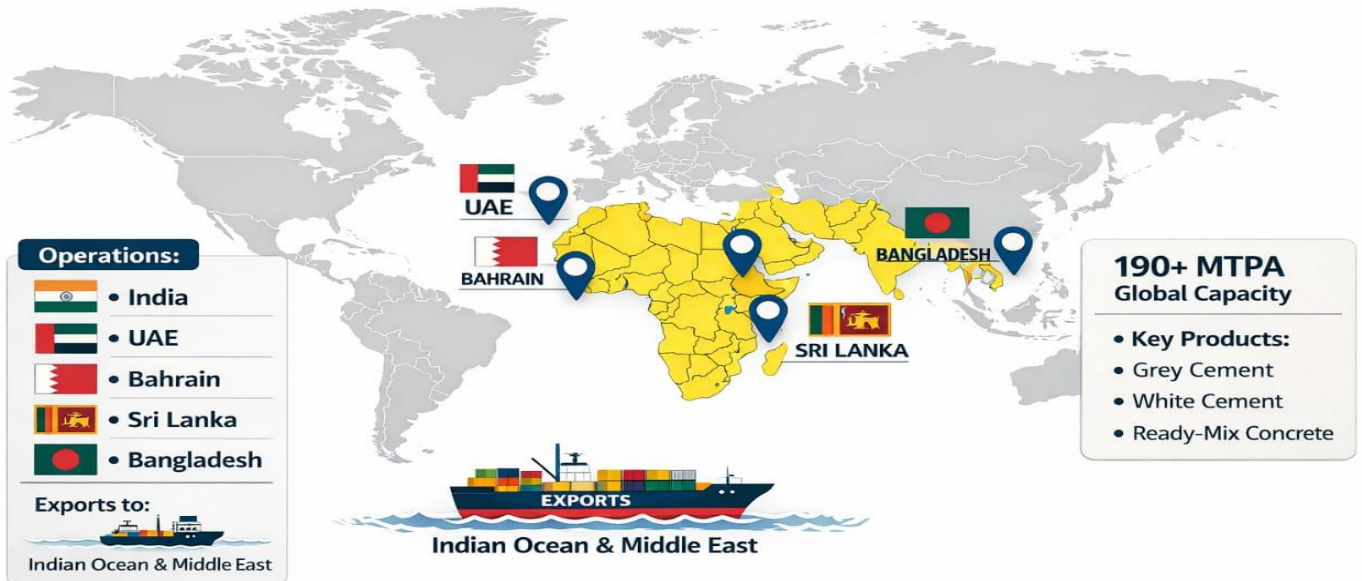 UAE
BAHRAIN
BANGLADESH
SRI LANKA
Operations:
• India
• UAE
• Bahrain
• Sri Lanka
• Bangladesh
Exports to:
Indian Ocean & Middle East
EXPORTS
Indian Ocean & Middle East
190+ MTPA
Global Capacity
• Key Products:
• Grey Cement
• White Cement
• Ready-Mix Concrete